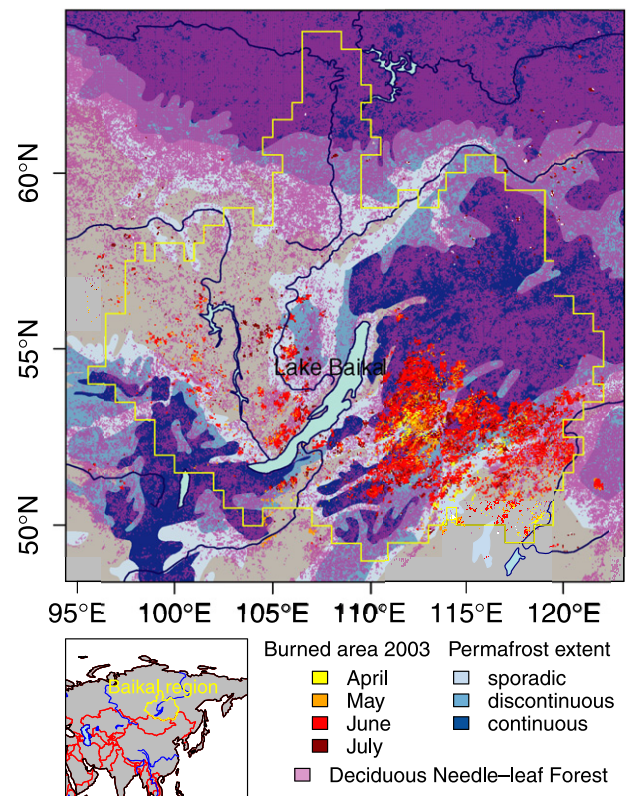 60°N
55°N
50°N
Lake Baikal
95°E 100°E 105°E 110°E 115°E 120°E
Baikal region
Burned area 2003
April
May
June
July
Permafrost extent
sporadic
discontinuous
continuous
Deciduous Needle–leaf Forest